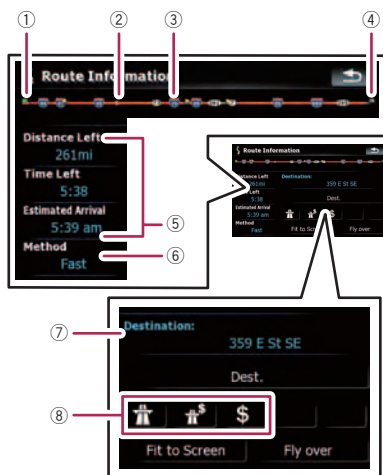 ① ② ③ ④
Route Information
Distance Left
261mi
Time Left
5:38
Estimated Arrival
5:39 am
⑤
Method
Fast
⑥
Route Information
Distance Left
261mi
Left
5:38
Estimated Arrival
5:39 am
Method
Fast
Destination:
359 E St SE
Dest.
$ $
Fit to Screen Fly over
⑦
Destination:
359 E St SE
Dest.
⑧
$ $
Fit to Screen Fly over